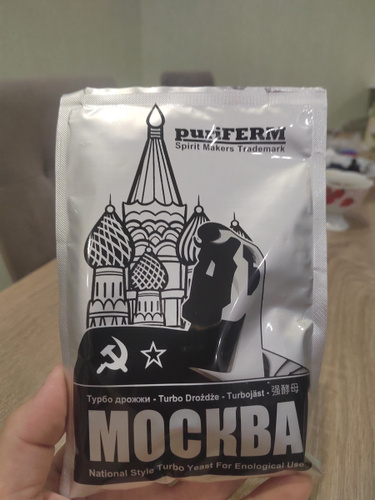 puriFERM
Spirit Makers Trademark
Турбо дрожжи - Turbo Drożdże - Turbojäst - 强酵母
МОСКВА
National Style Turbo Yeast For Enological Use